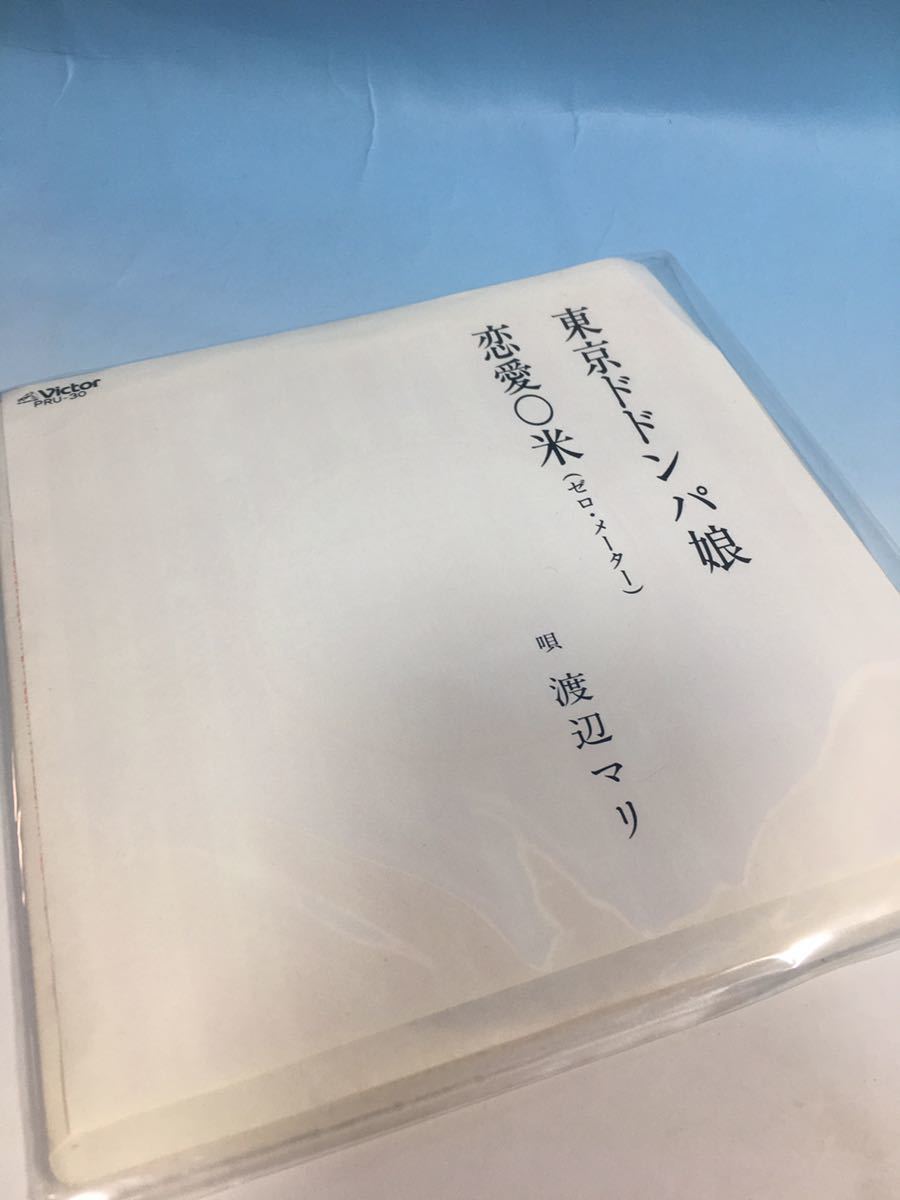 東京ドドンパ娘
恋愛〇米(ゼロ・メーター)
唄 渡辺マリ
Victor
PRU-30